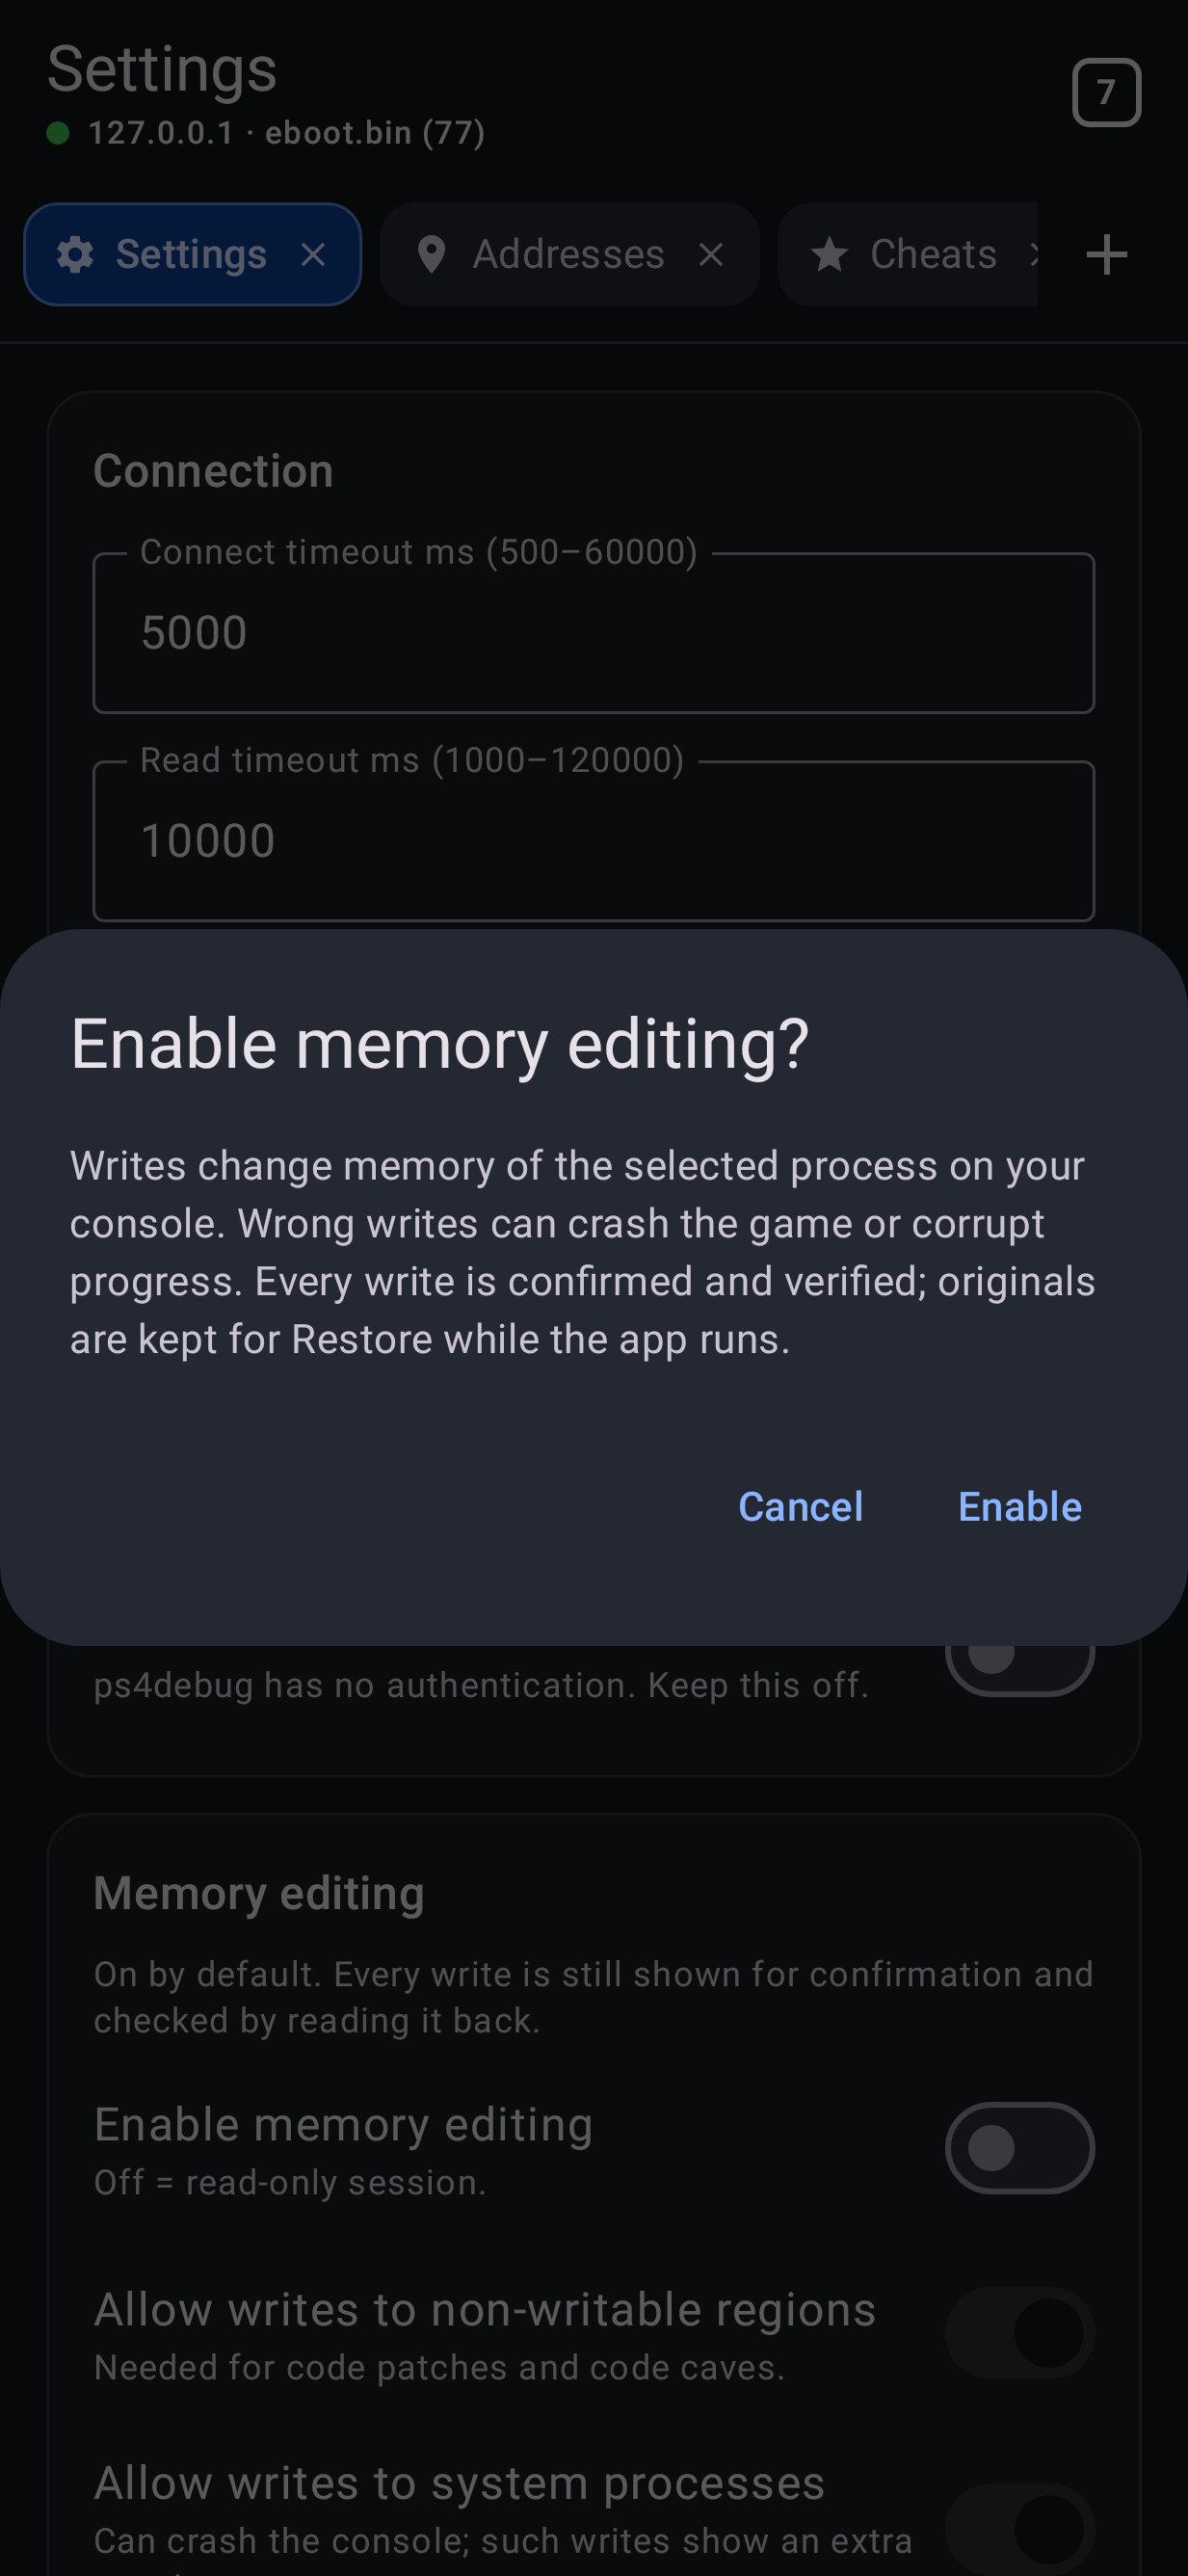 Settings
7
127.0.0.1 · eboot.bin (77)
Settings
Addresses
Cheats
Connection
Connect timeout ms (500–60000)
5000
Read timeout ms (1000–120000)
10000
Enable memory editing?
Writes change memory of the selected process on your
console. Wrong writes can crash the game or corrupt
progress. Every write is confirmed and verified; originals
are kept for Restore while the app runs.
Cancel Enable
ps4debug has no authentication. Keep this off.
Memory editing
On by default. Every write is still shown for confirmation and
checked by reading it back.
Enable memory editing
Off = read-only session.
Allow writes to non-writable regions
Needed for code patches and code caves.
Allow writes to system processes
Can crash the console; such writes show an extra